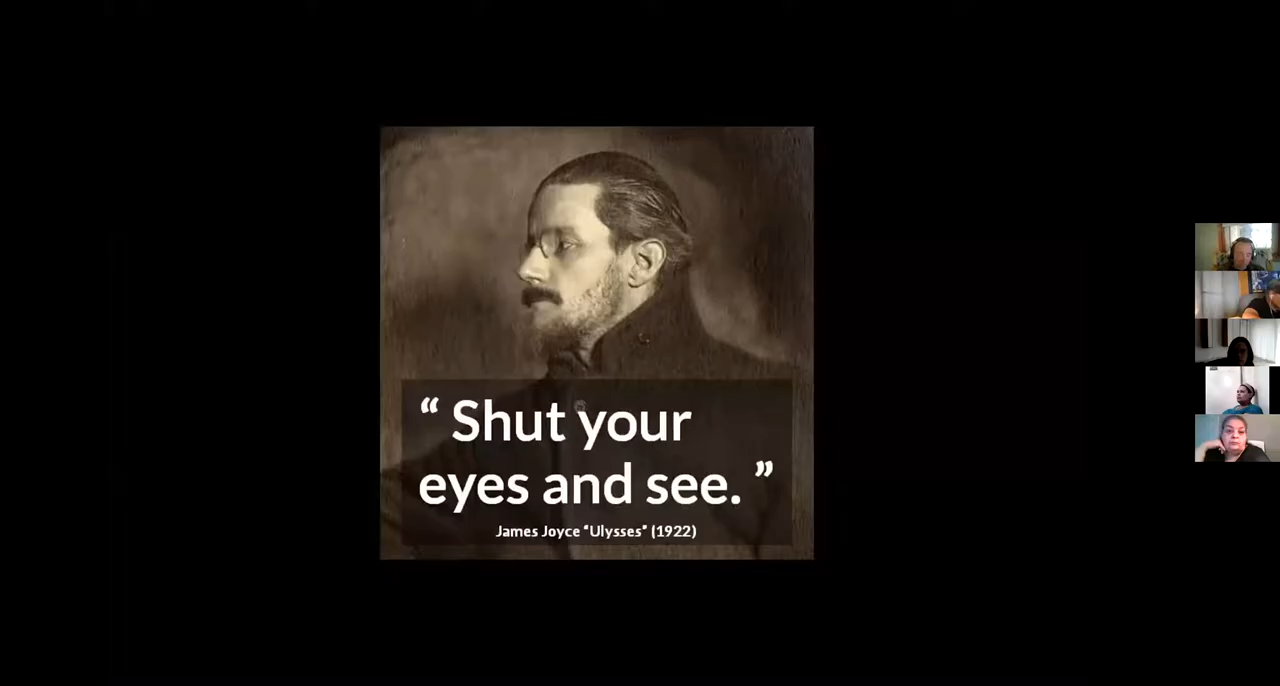 “ Shut your
eyes and see. ”
James Joyce “Ulysses” (1922)